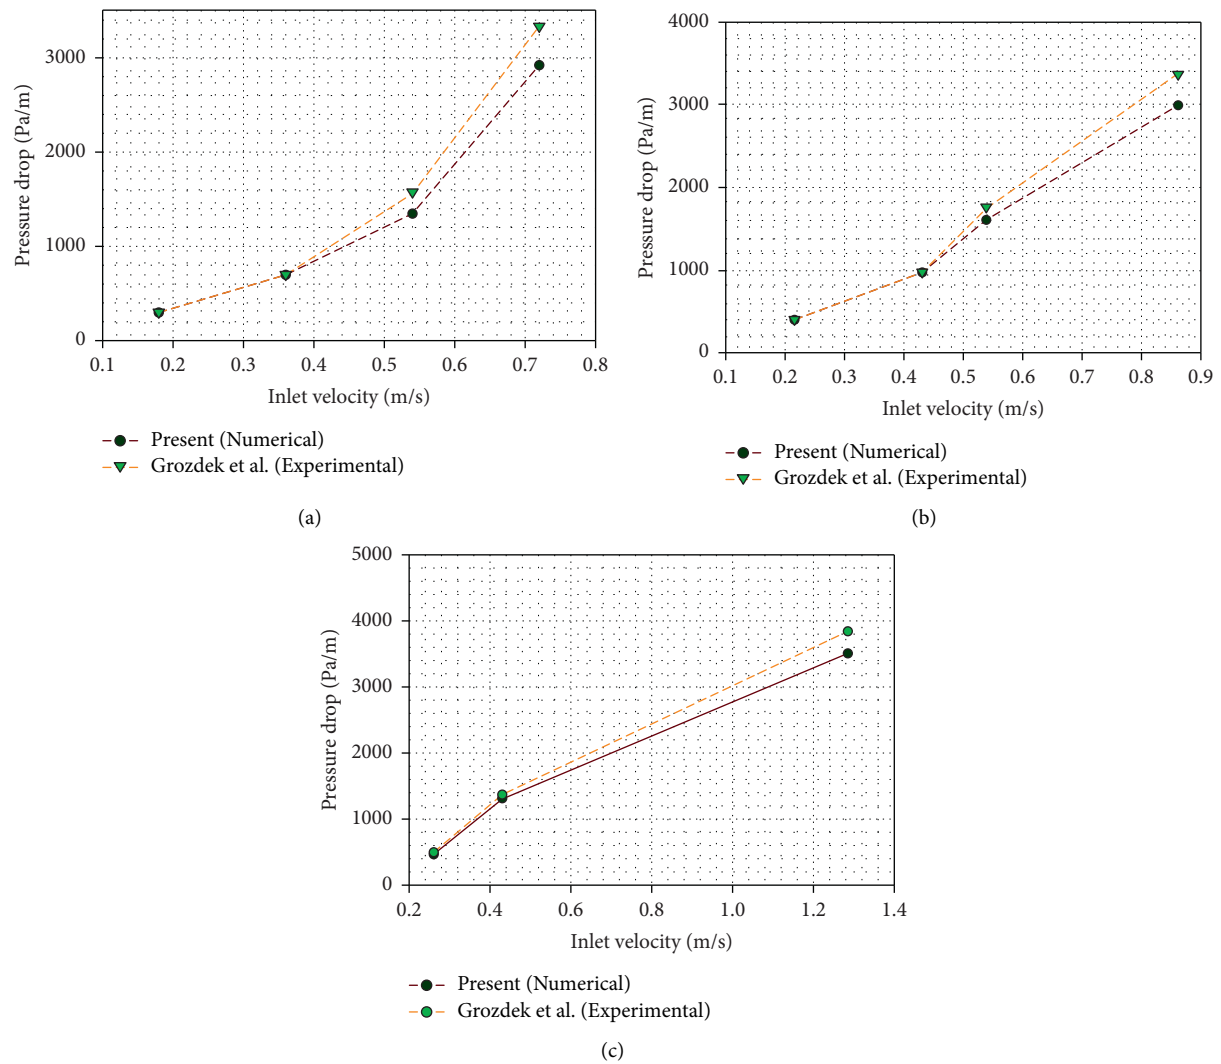 3000
2000
1000
0
Pressure drop (Pa/m)
0.1 0.2 0.3 0.4 0.5 0.6 0.7 0.8
Inlet velocity (m/s)
Present (Numerical)
Grozdek et al. (Experimental)
(a)
4000
3000
2000
1000
0
Pressure drop (Pa/m)
0.1 0.2 0.3 0.4 0.5 0.6 0.7 0.8 0.9
Inlet velocity (m/s)
Present (Numerical)
Grozdek et al. (Experimental)
(b)
5000
4000
3000
2000
1000
0
Pressure drop (Pa/m)
0.2 0.4 0.6 0.8 1.0 1.2 1.4
Inlet velocity (m/s)
Present (Numerical)
Grozdek et al. (Experimental)
(c)